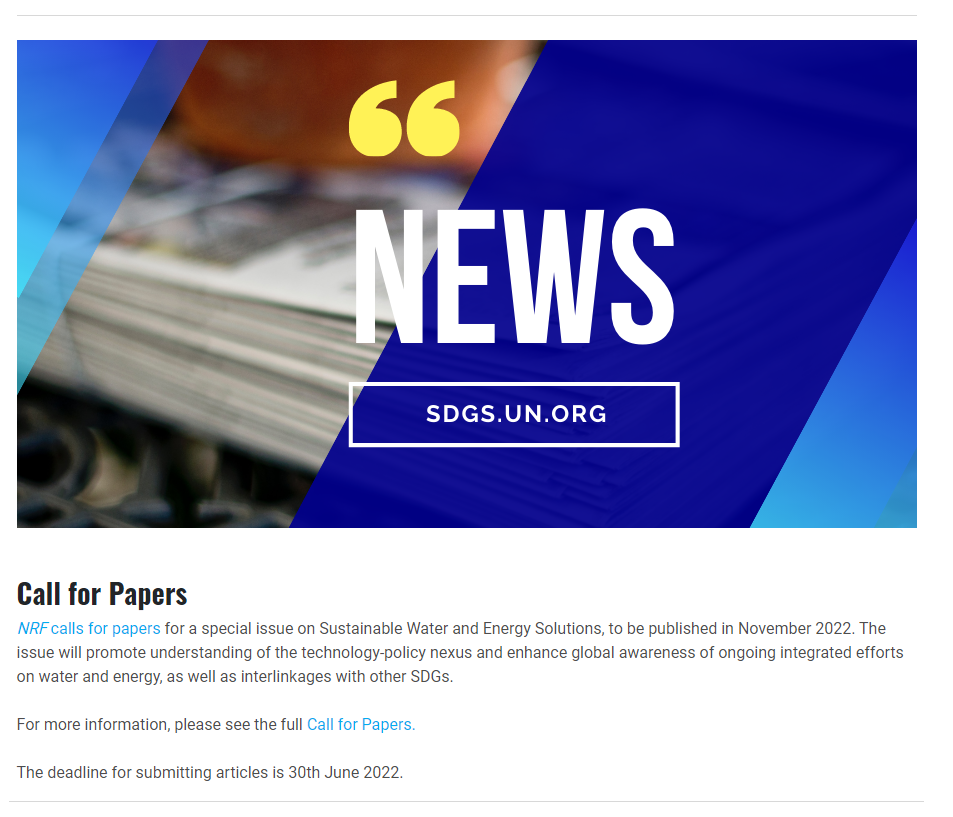 NEWS
SDGS.UN.ORG
Call for Papers
NRF calls for papers for a special issue on Sustainable Water and Energy Solutions, to be published in November 2022. The
issue will promote understanding of the technology-policy nexus and enhance global awareness of ongoing integrated efforts
on water and energy, as well as interlinkages with other SDGs.
For more information, please see the full Call for Papers.
The deadline for submitting articles is 30th June 2022.